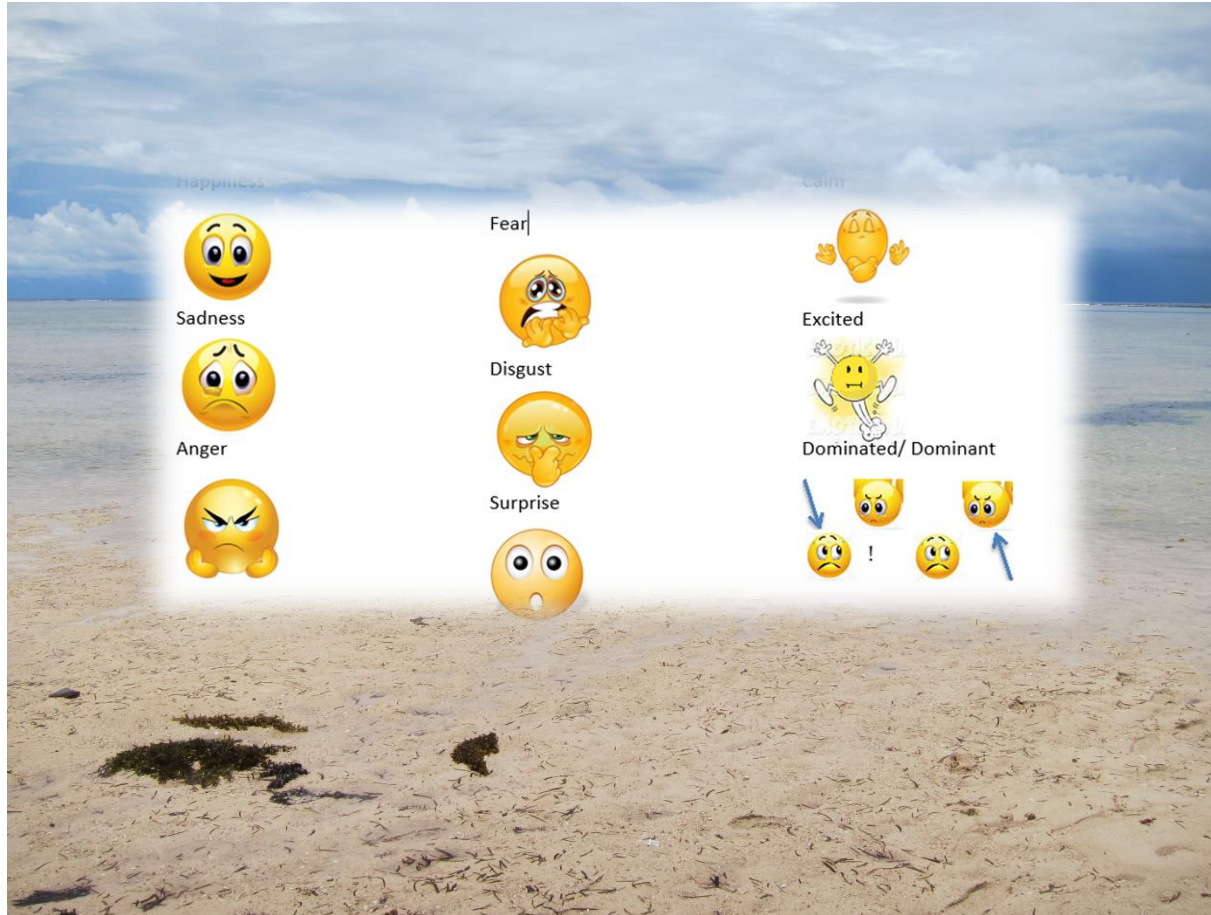 Happiness
Sadness
Anger
Fear
Disgust
Surprise
Calm
Excited
Dominated/ Dominant
!